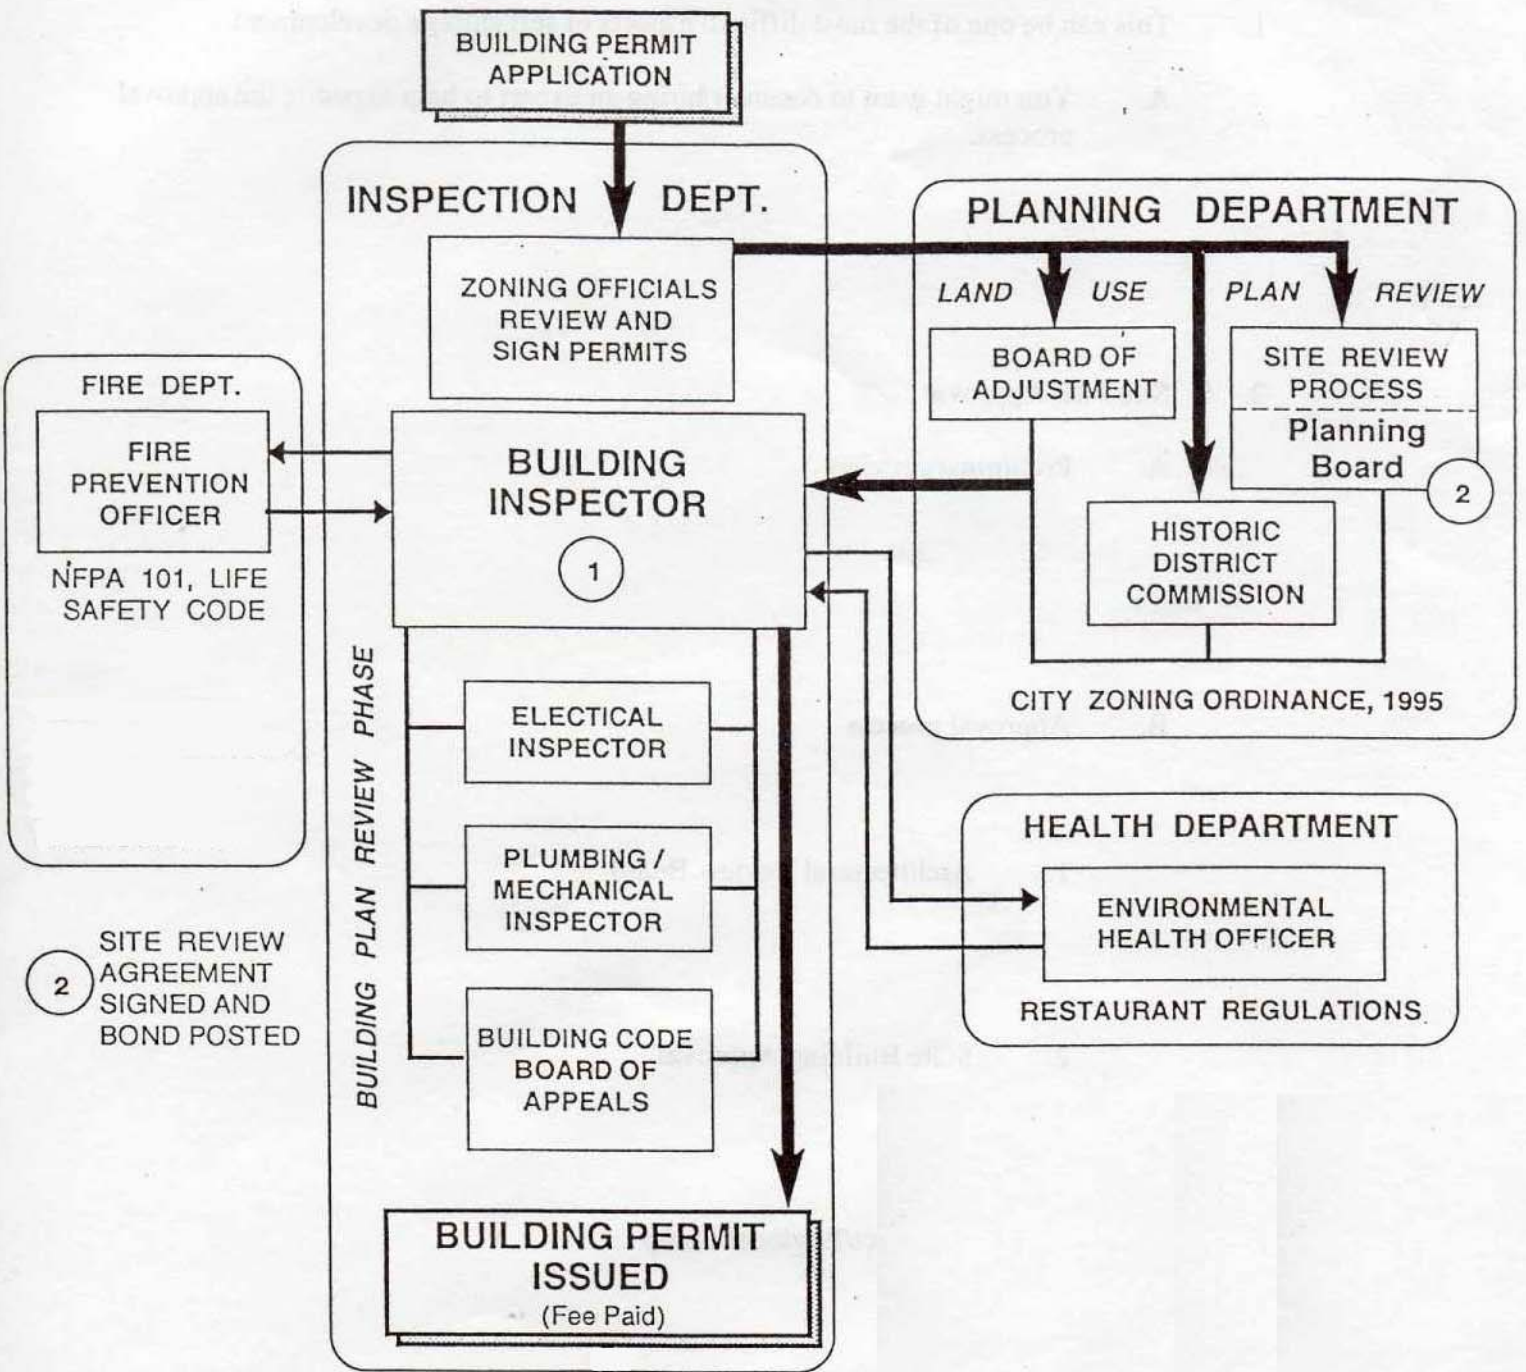 BUILDING PERMIT
APPLICATION
INSPECTION DEPT.
ZONING OFFICIALS
REVIEW AND
SIGN PERMITS
PLANNING DEPARTMENT
LAND USE PLAN REVIEW
BOARD OF
ADJUSTMENT
SITE REVIEW
PROCESS
Planning
Board
2
HISTORIC
DISTRICT
COMMISSION
CITY ZONING ORDINANCE, 1995
FIRE DEPT.
FIRE
PREVENTION
OFFICER
NFPA 101, LIFE
SAFETY CODE
BUILDING
INSPECTOR
1
BUILDING PLAN REVIEW PHASE
ELECTICAL
INSPECTOR
PLUMBING /
MECHANICAL
INSPECTOR
BUILDING CODE
BOARD OF
APPEALS
HEALTH DEPARTMENT
ENVIRONMENTAL
HEALTH OFFICER
RESTAURANT REGULATIONS
2
SITE REVIEW
AGREEMENT
SIGNED AND
BOND POSTED
BUILDING PERMIT
ISSUED
(Fee Paid)